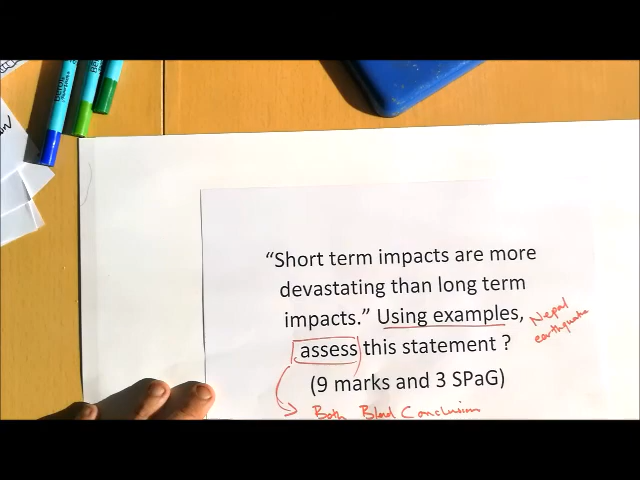 “Short term impacts are more
devastating than long term
impacts.” Using examples,
Nepal
earthquake
assess this statement ?
(9 marks and 3 SPaG)
Both Conclusion